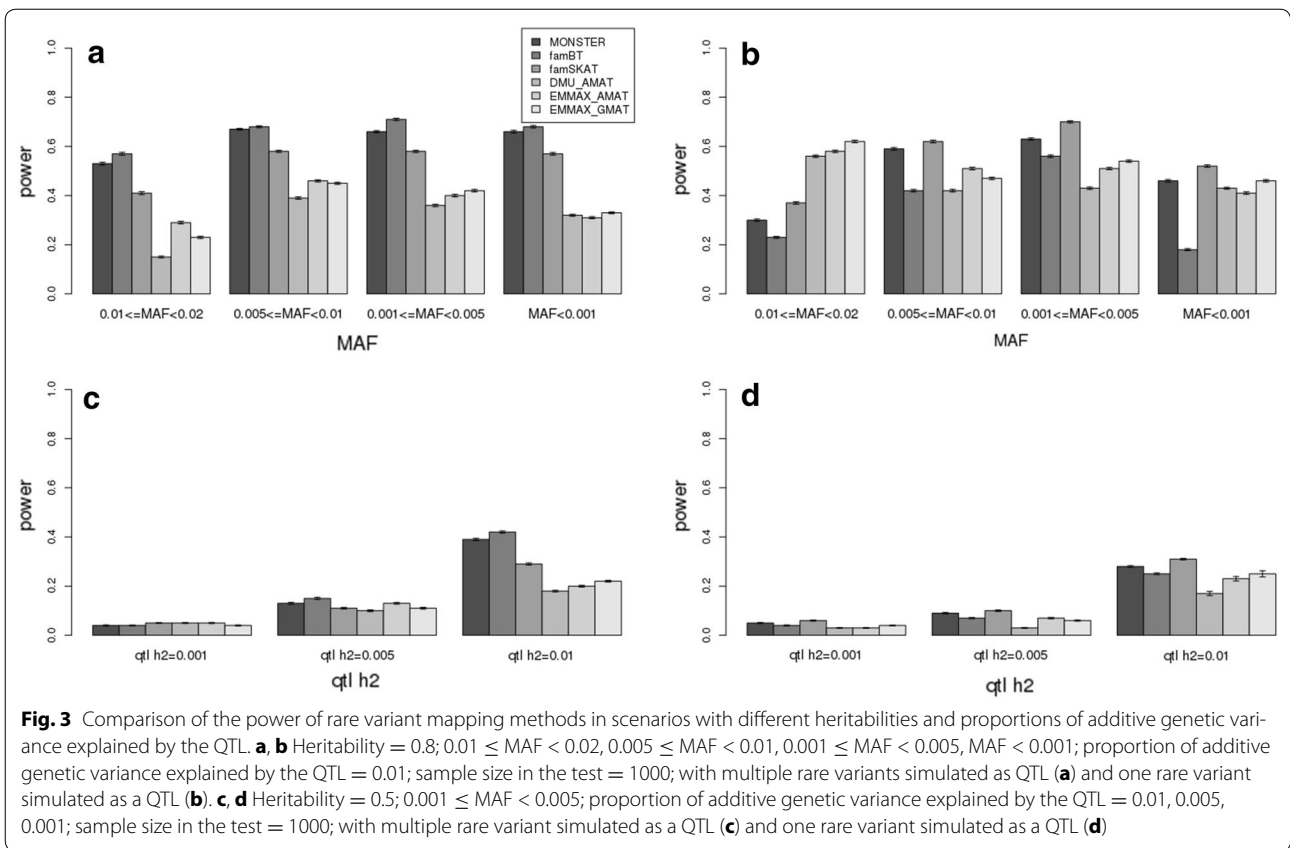 a
1.0
0.8
0.6
0.4
0.2
0.0
power
0.01<=MAF<0.02
0.005<=MAF<0.01
0.001<=MAF<0.005
MAF<0.001
MAF
MONSTER
famBT
famSKAT
DMU_AMAT
EMMAX_AMAT
EMMAX_GMAT
b
1.0
0.8
0.6
0.4
0.2
0.0
power
0.01<=MAF<0.02
0.005<=MAF<0.01
0.001<=MAF<0.005
MAF<0.001
MAF
c
1.0
0.8
0.6
0.4
0.2
0.0
power
qtl h2=0.001
qtl h2=0.005
qtl h2=0.01
qtl h2
d
1.0
0.8
0.6
0.4
0.2
0.0
power
qtl h2=0.001
qtl h2=0.005
qtl h2=0.01
qtl h2
Fig. 3 Comparison of the power of rare variant mapping methods in scenarios with different heritabilities and proportions of additive genetic vari-
ance explained by the QTL. a, b Heritability = 0.8; 0.01 ≤ MAF < 0.02, 0.005 ≤ MAF < 0.01, 0.001 ≤ MAF < 0.005, MAF < 0.001; proportion of additive
genetic variance explained by the QTL = 0.01; sample size in the test = 1000; with multiple rare variants simulated as QTL (a) and one rare variant
simulated as a QTL (b). c, d Heritability = 0.5; 0.001 ≤ MAF < 0.005; proportion of additive genetic variance explained by the QTL = 0.01, 0.005,
0.001; sample size in the test = 1000; with multiple rare variant simulated as a QTL (c) and one rare variant simulated as a QTL (d)